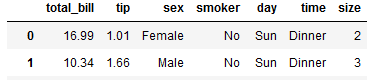 total_bill tip sex smoker day time size
0 16.99 1.01 Female No Sun Dinner 2
1 10.34 1.66 Male No Sun Dinner 3